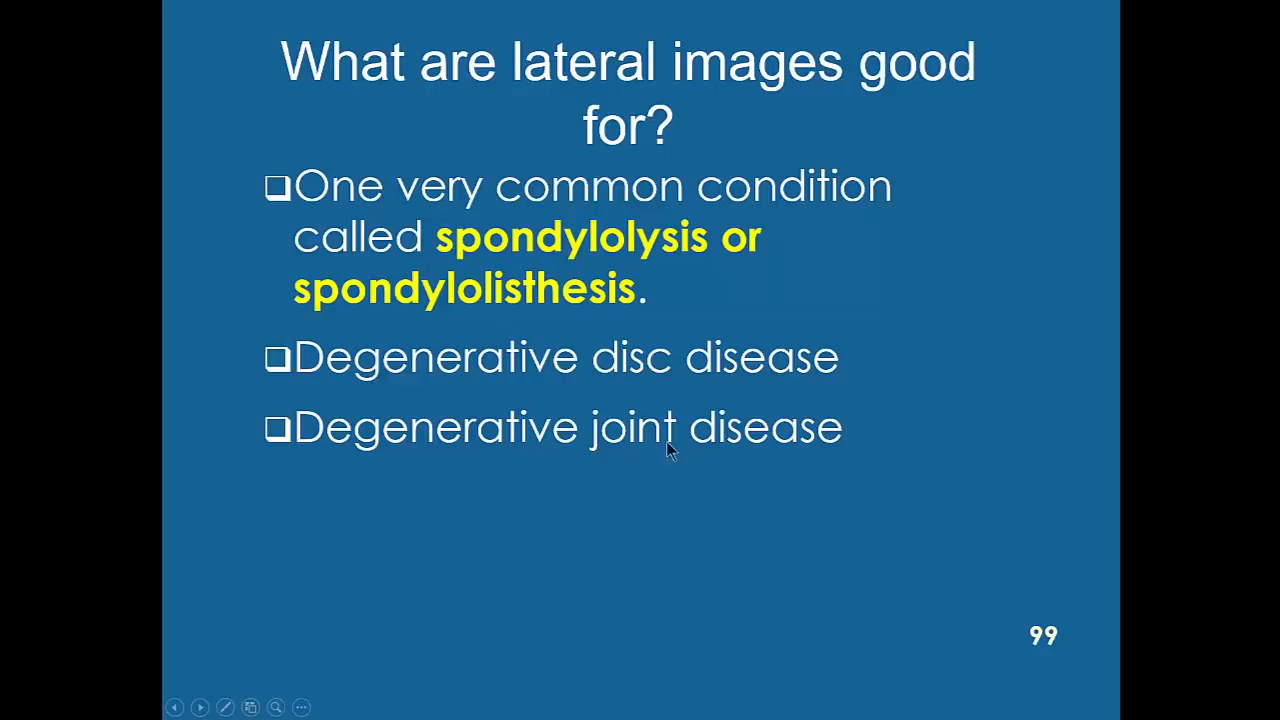 What are lateral images good
for?
❑One very common condition
called spondylolysis or
spondylolisthesis.
❑Degenerative disc disease
❑Degenerative joint disease
99